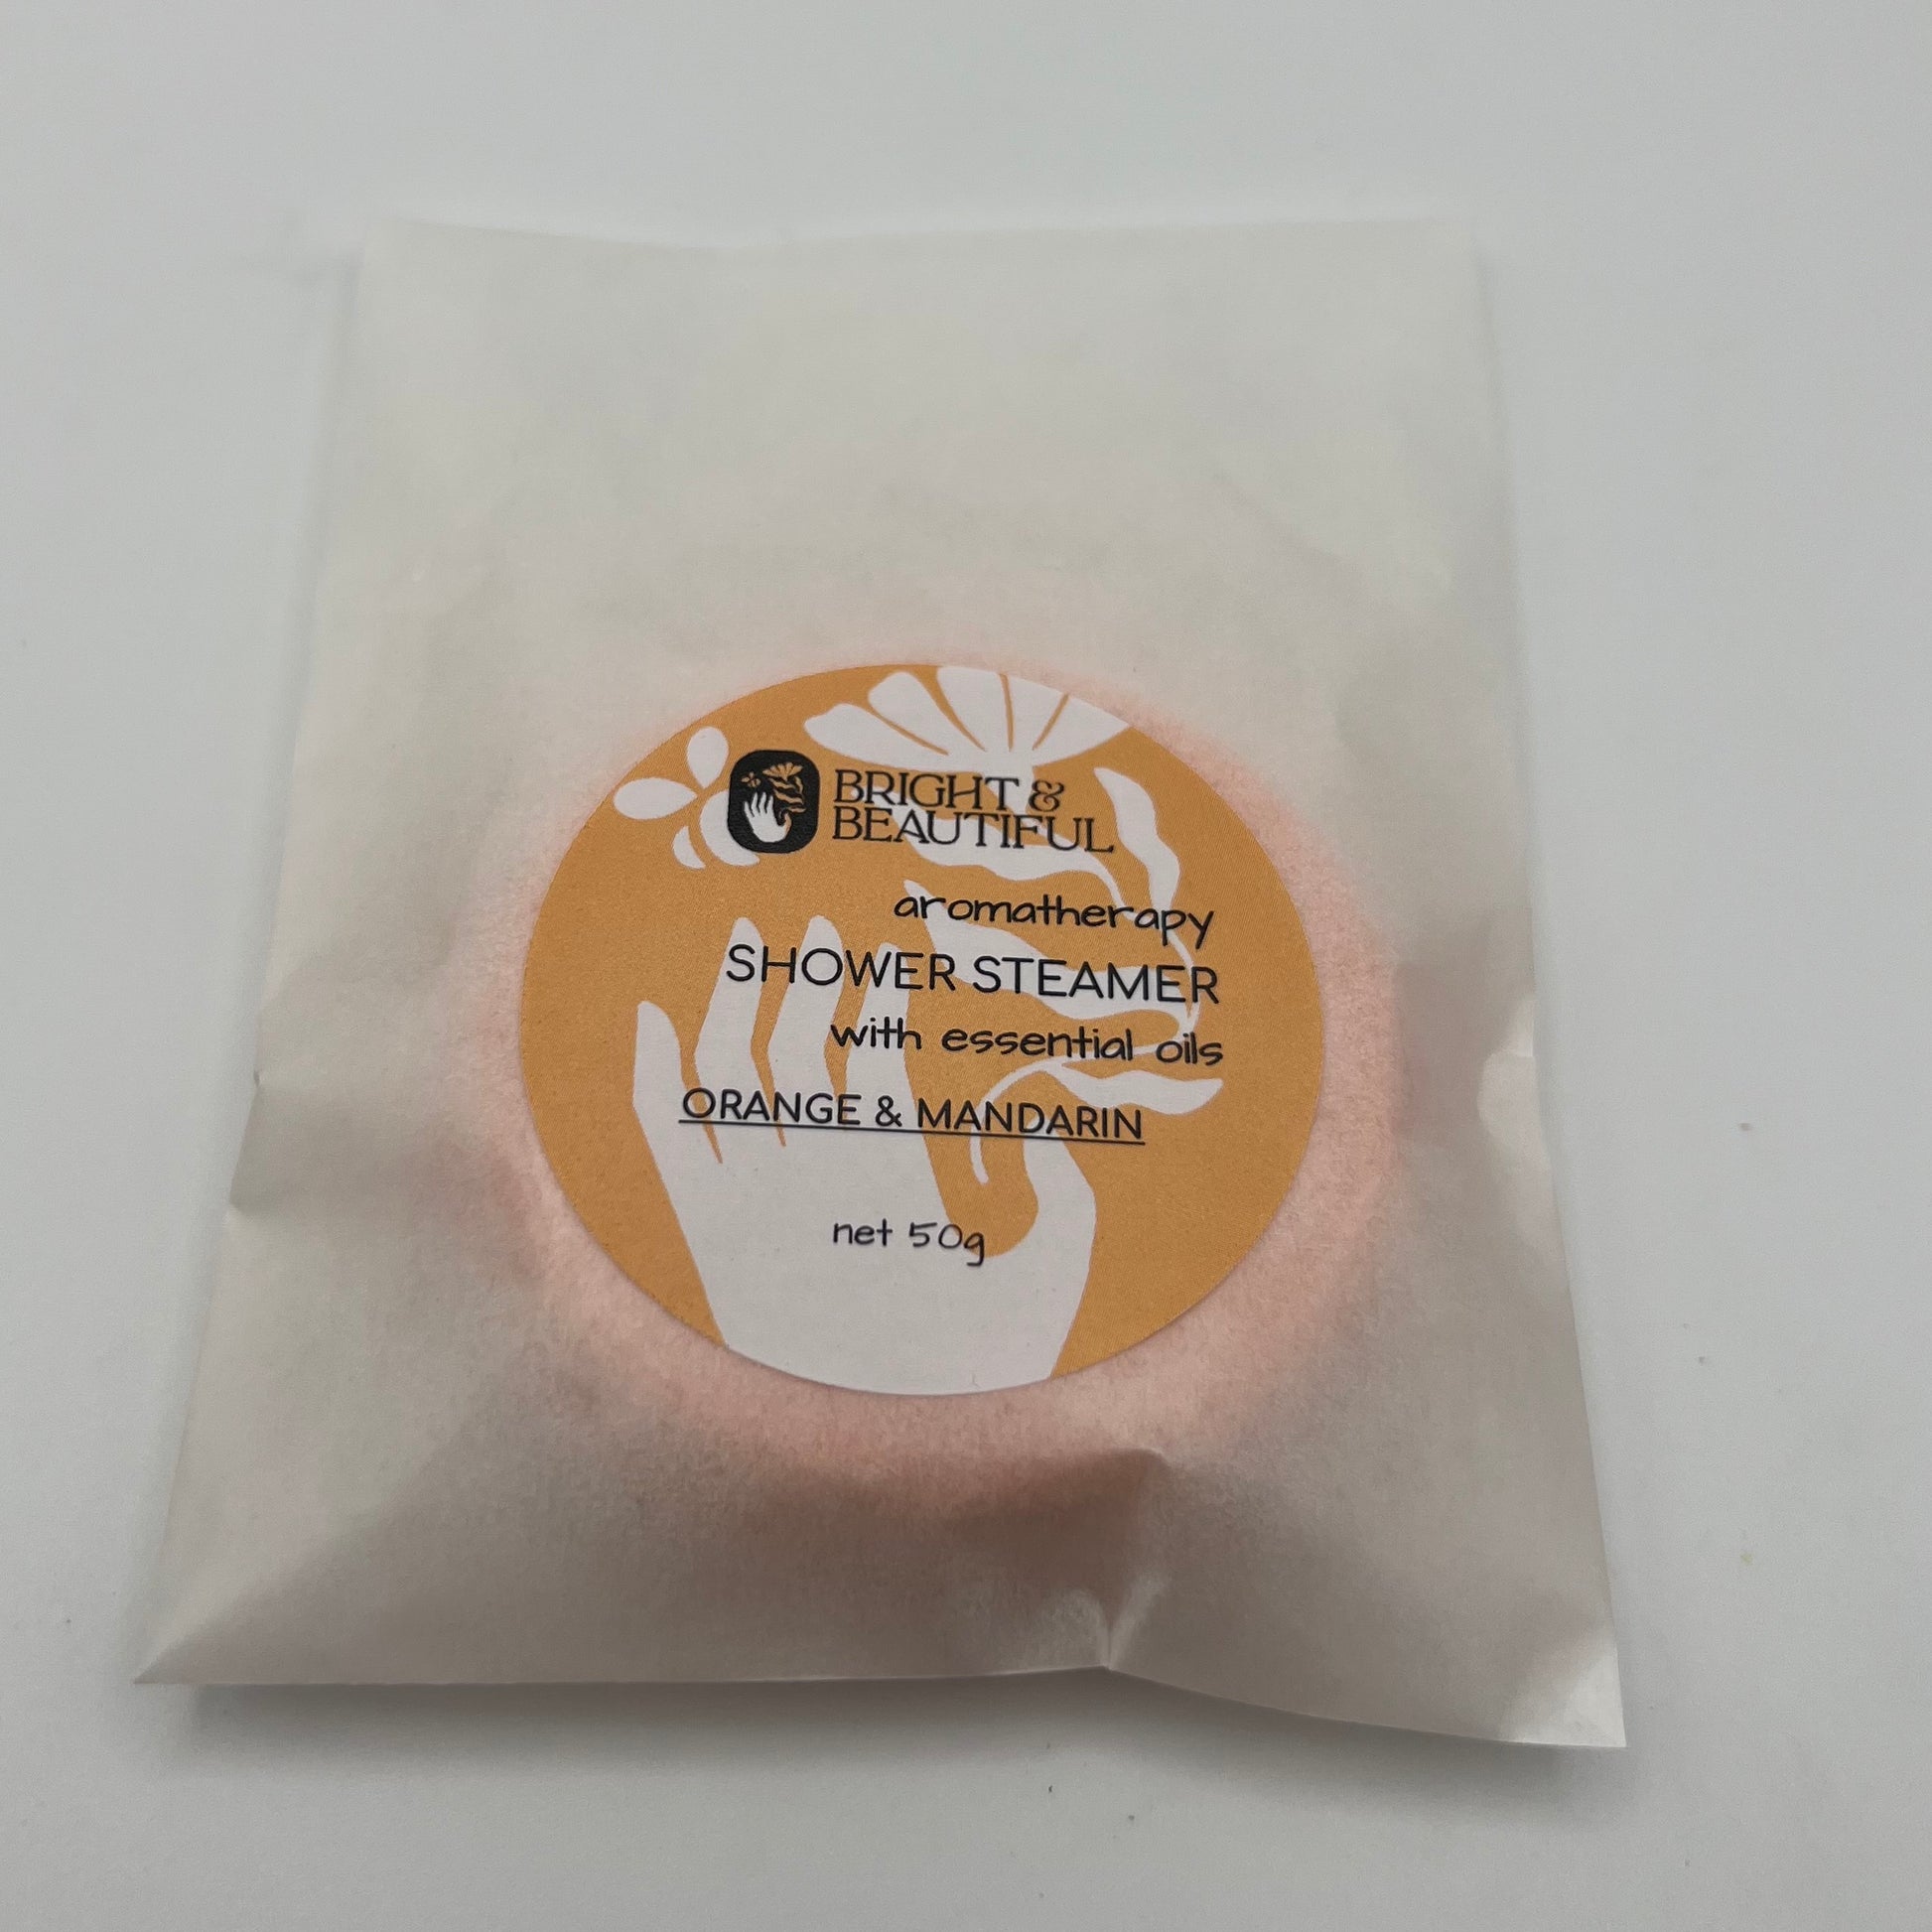 BRIGHT &
BEAUTIFUL
aromatherapy
SHOWER STEAMER
with essential oils
ORANGE & MANDARIN
net 50g